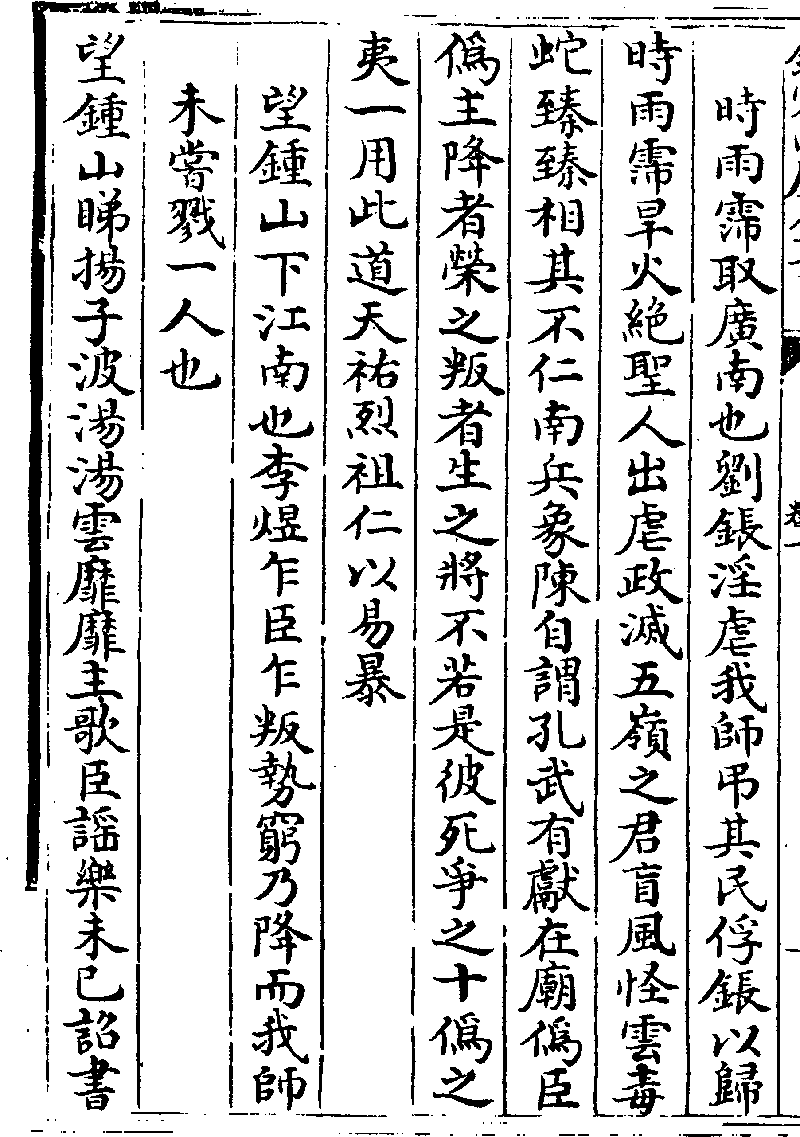 時雨霈取廣南也劉鋹淫虐我師弔其民俘鋹以歸
時雨霈旱火絶聖人出虐政滅五嶺之君盲風怪雲毒
蛇臻臻相其不仁南兵象陳自謂孔武有獻在廟僞臣
僞主降者榮之叛者生之將不若是彼死爭之十僞之
夷一用此道天祐烈祖仁以易暴
望鍾山下江南也李煜乍臣乍叛勢窮乃降而我師
未嘗戮一人也
望鍾山睇揚子波湯湯雲靡靡主歌臣謡樂未已詔書